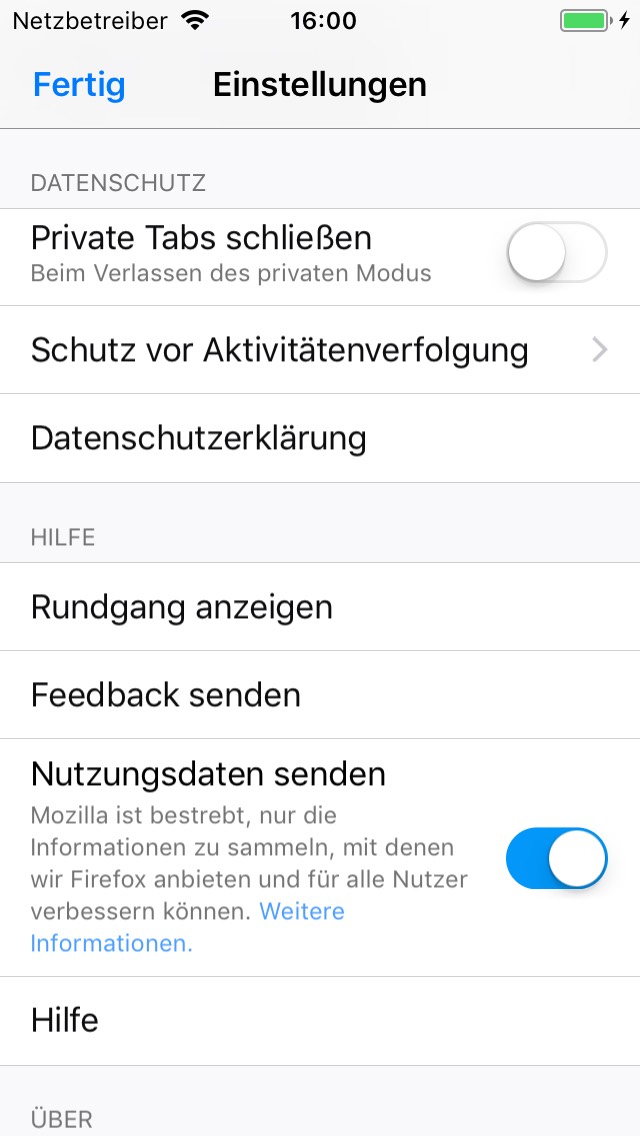 Netzbetreiber 16:00
Fertig Einstellungen
DATENSCHUTZ
Private Tabs schließen
Beim Verlassen des privaten Modus
Schutz vor Aktivitätenverfolgung
Datenschutzerklärung
HILFE
Rundgang anzeigen
Feedback senden
Nutzungsdaten senden
Mozilla ist bestrebt, nur die
Informationen zu sammeln, mit denen
wir Firefox anbieten und für alle Nutzer
verbessern können. Weitere
Informationen.
Hilfe
ÜBER